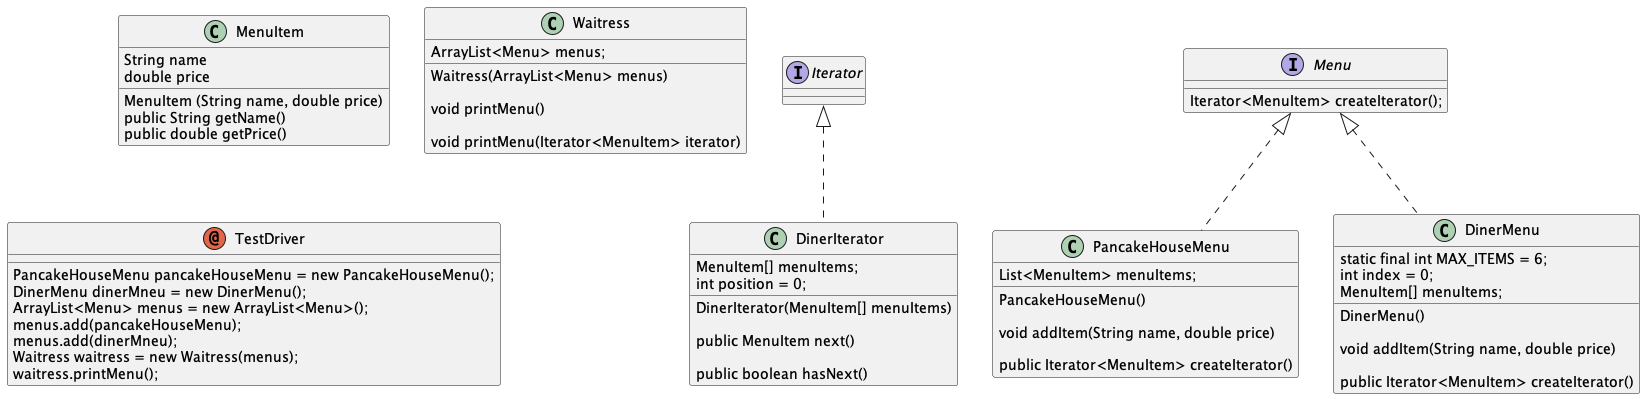 C MenuItem
String name
double price
MenuItem (String name, double price)
public String getName()
public double getPrice()
C Waitress
ArrayList<Menu> menus;
Waitress(ArrayList<Menu> menus)
void printMenu()
void printMenu(Iterator<MenuItem> iterator)
I Iterator
I Menu
Iterator<MenuItem> createIterator();
@ TestDriver
PancakeHouseMenu pancakeHouseMenu = new PancakeHouseMenu();
DinerMenu dinerMneu = new DinerMenu();
ArrayList<Menu> menus = new ArrayList<Menu>();
menus.add(pancakeHouseMenu);
menus.add(dinerMneu);
Waitress waitress = new Waitress(menus);
waitress.printMenu();
C DinerIterator
MenuItem[] menuItems;
int position = 0;
DinerIterator(MenuItem[] menuItems)
public MenuItem next()
public boolean hasNext()
C PancakeHouseMenu
List<MenuItem> menuItems;
PancakeHouseMenu()
void addItem(String name, double price)
public Iterator<MenuItem> createIterator()
C DinerMenu
static final int MAX_ITEMS = 6;
int index = 0;
MenuItem[] menuItems;
DinerMenu()
void addItem(String name, double price)
public Iterator<MenuItem> createIterator()